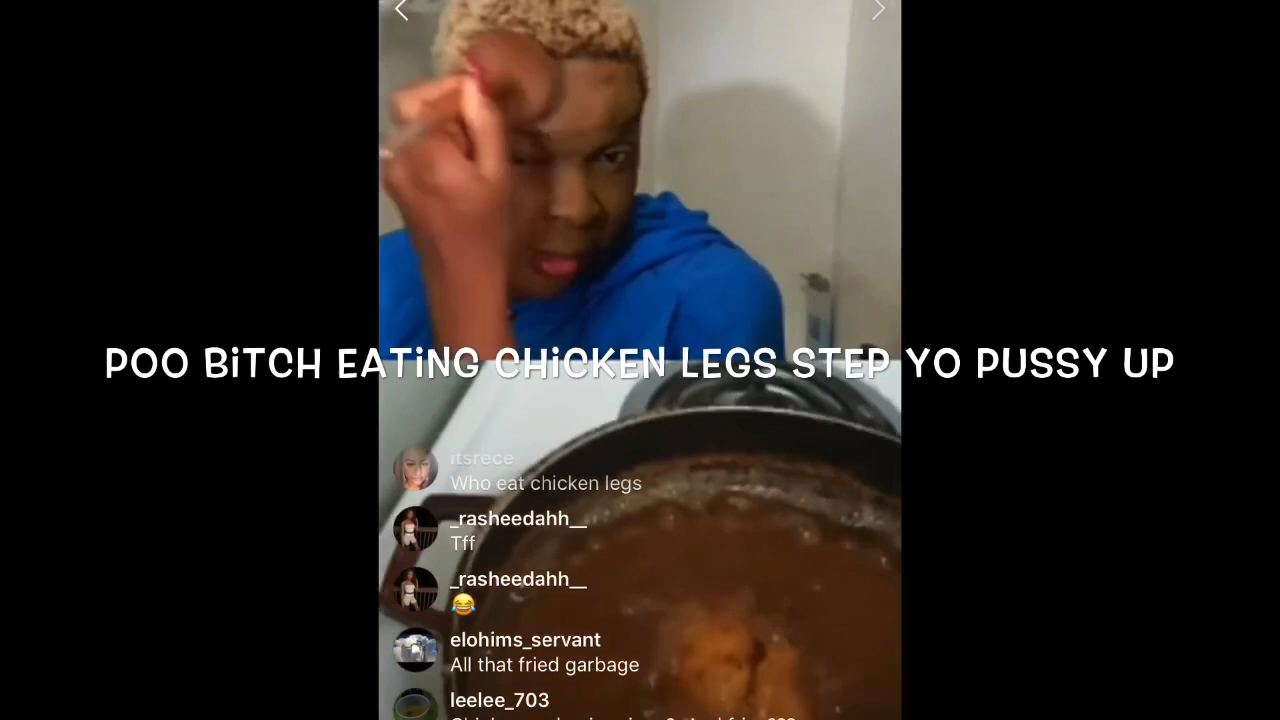 POO BiTCH EATiNG CHiCKEN LEGS STEP YO PUSSY UP
itsrece
Who eat chicken legs
_rasheedahh__
Tff
_rasheedahh__
😂
elohims_servant
All that fried garbage
leelee_703